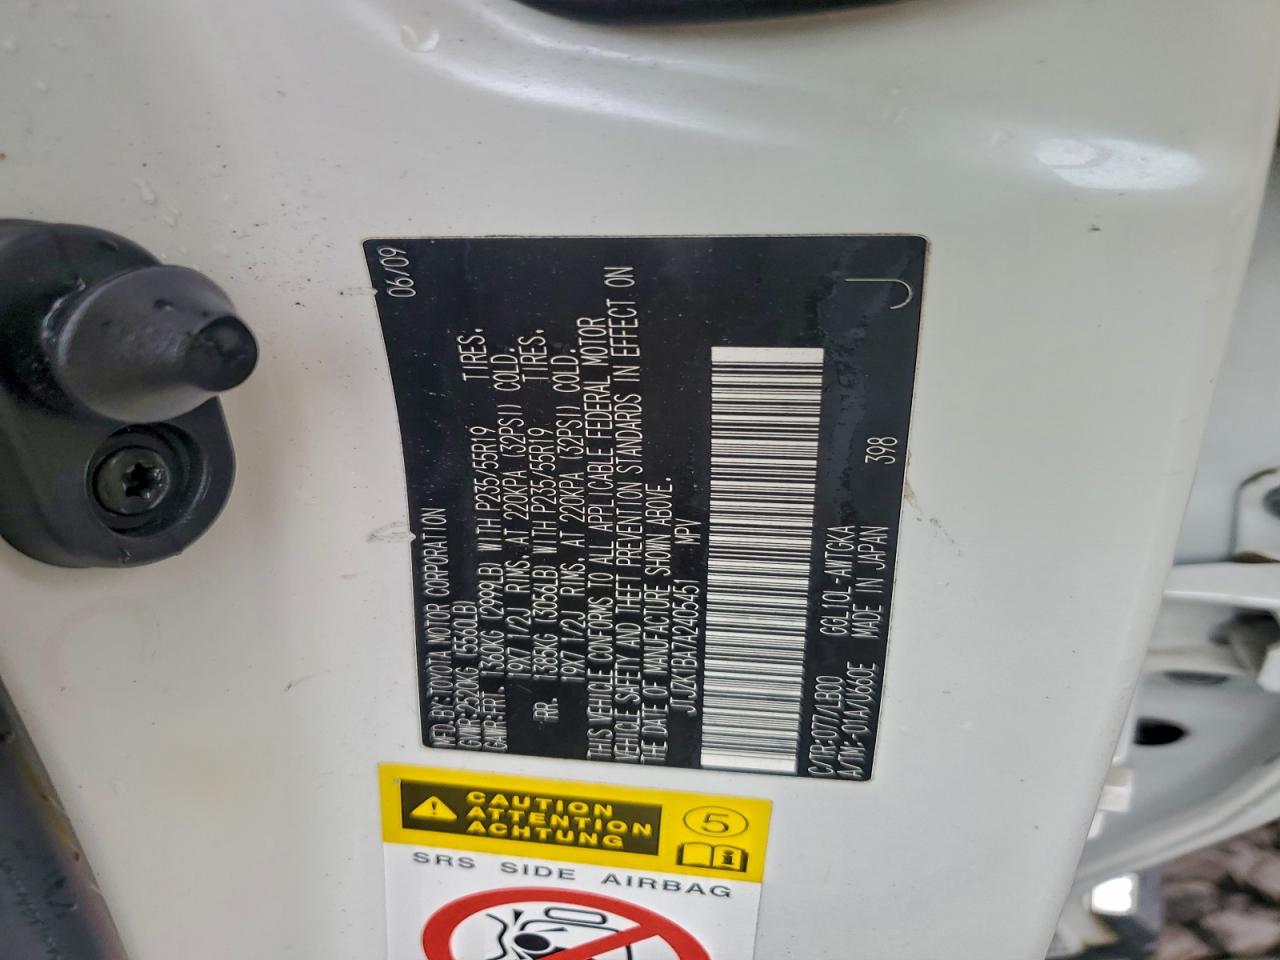 MFD. BY: TOYOTA MOTOR CORPORATION 06/09
GVWR: 2520KG (5560LB)
GAWR: FRT. 1360KG (2999LB) WITH P235/55R19 TIRES.
19X7 1/2J RIMS, AT 220KPA (32PSI) COLD.
RR. 1385KG (3056LB) WITH P235/55R19 TIRES.
19X7 1/2J RIMS, AT 220KPA (32PSI) COLD.
THIS VEHICLE CONFORMS TO ALL APPLICABLE FEDERAL MOTOR
VEHICLE SAFETY AND THEFT PREVENTION STANDARDS IN EFFECT ON
THE DATE OF MANUFACTURE SHOWN ABOVE.
JTJZK1BA7A2405451 MPV
C/TR: 077/LB00 GGL10L-AWTGKA
A/TM: -01A/U660E MADE IN JAPAN 398
J
CAUTION
ATTENTION
ACHTUNG
5
i
SRS SIDE AIRBAG